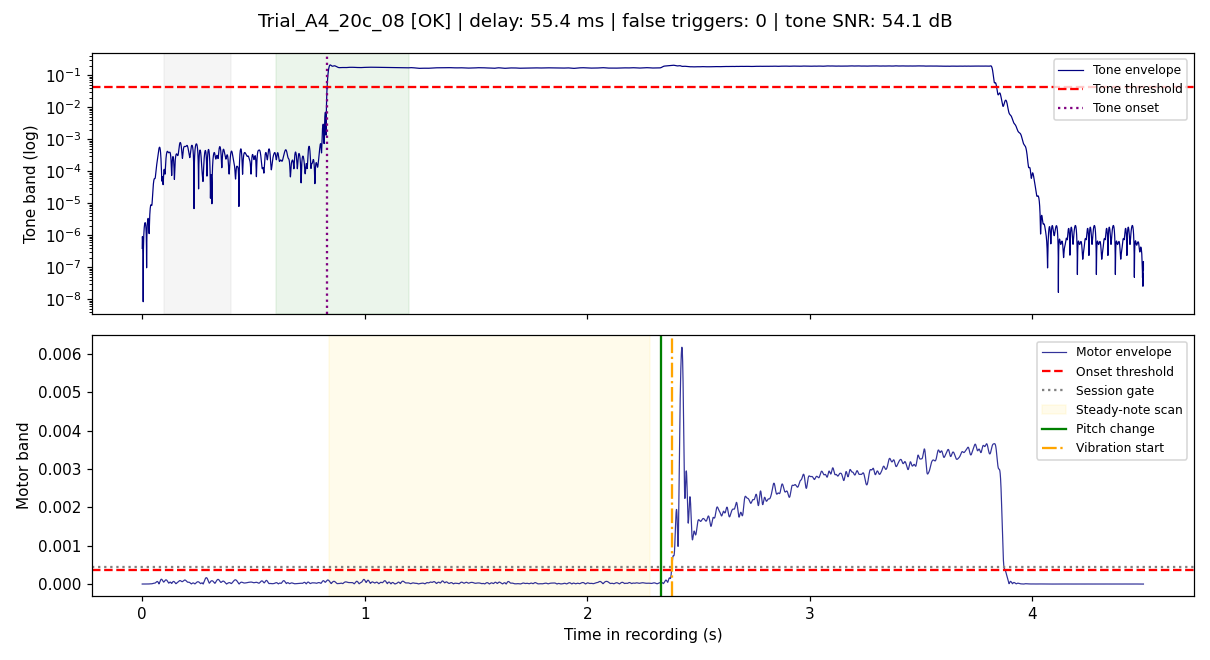 Trial_A4_20c_08 [OK] | delay: 55.4 ms | false triggers: 0 | tone SNR: 54.1 dB
Tone band (log)
10⁻¹
10⁻²
10⁻³
10⁻⁴
10⁻⁵
10⁻⁶
10⁻⁷
10⁻⁸
Tone envelope
Tone threshold
Tone onset
Motor band
0.006
0.005
0.004
0.003
0.002
0.001
0.000
Motor envelope
Onset threshold
Session gate
Steady-note scan
Pitch change
Vibration start
0 1 2 3 4
Time in recording (s)